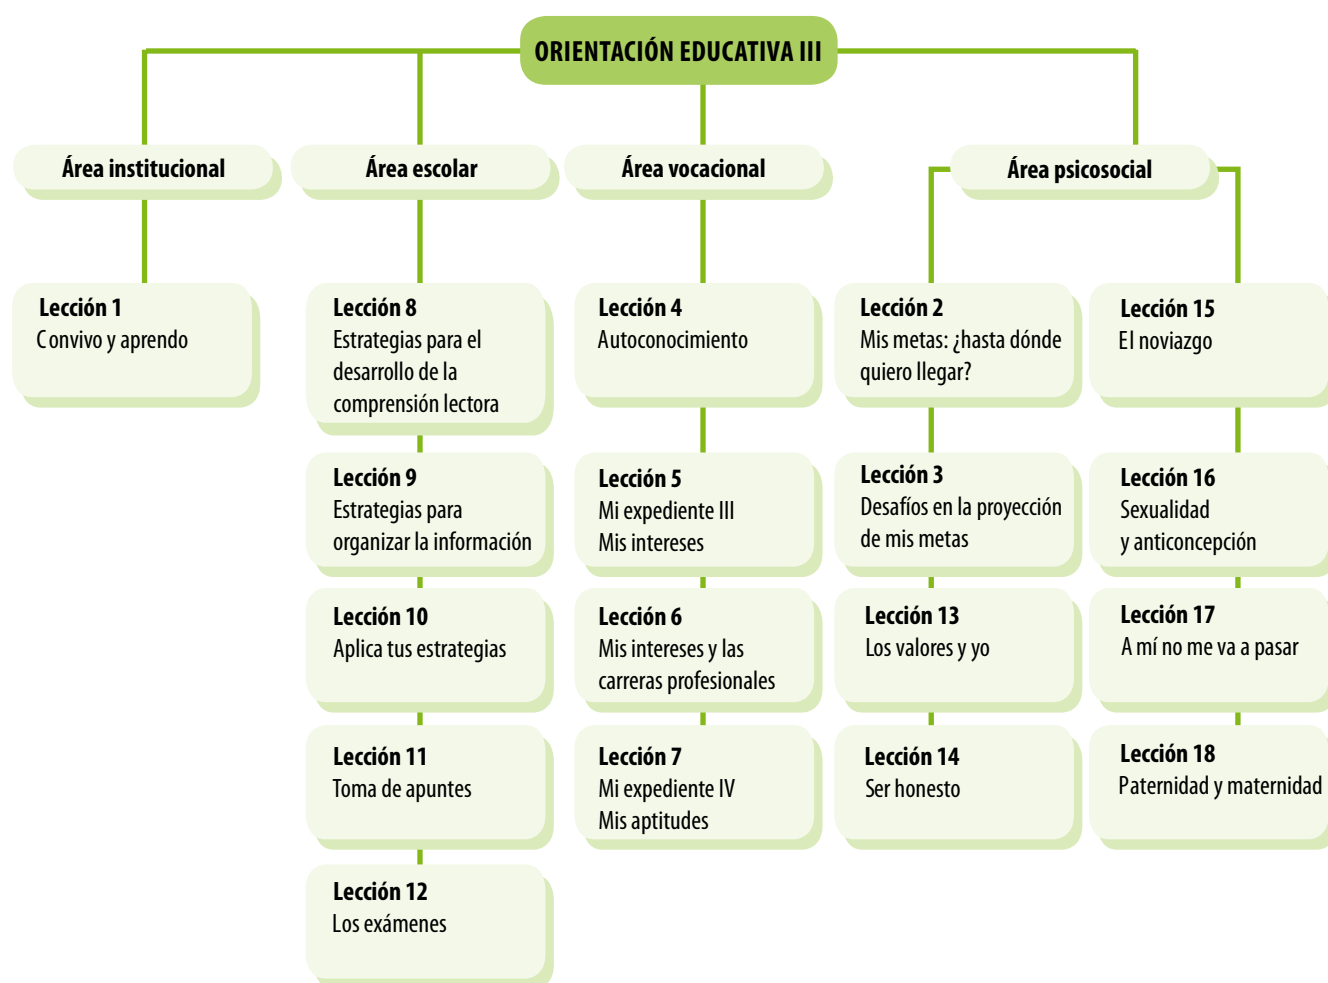 ORIENTACIÓN EDUCATIVA III
Área institucional
Lección 1
Convivo y aprendo
Área escolar
Lección 8
Estrategias para el
desarrollo de la
comprensión lectora
Lección 9
Estrategias para
organizar la información
Lección 10
Aplica tus estrategias
Lección 11
Toma de apuntes
Lección 12
Los exámenes
Área vocacional
Lección 4
Autoconocimiento
Lección 5
Mi expediente III
Mis intereses
Lección 6
Mis intereses y las
carreras profesionales
Lección 7
Mi expediente IV
Mis aptitudes
Área psicosocial
Lección 2
Mis metas: ¿hasta dónde
quiero llegar?
Lección 3
Desafíos en la proyección
de mis metas
Lección 13
Los valores y yo
Lección 14
Ser honesto
Lección 15
El noviazgo
Lección 16
Sexualidad
y anticoncepción
Lección 17
A mí no me va a pasar
Lección 18
Paternidad y maternidad